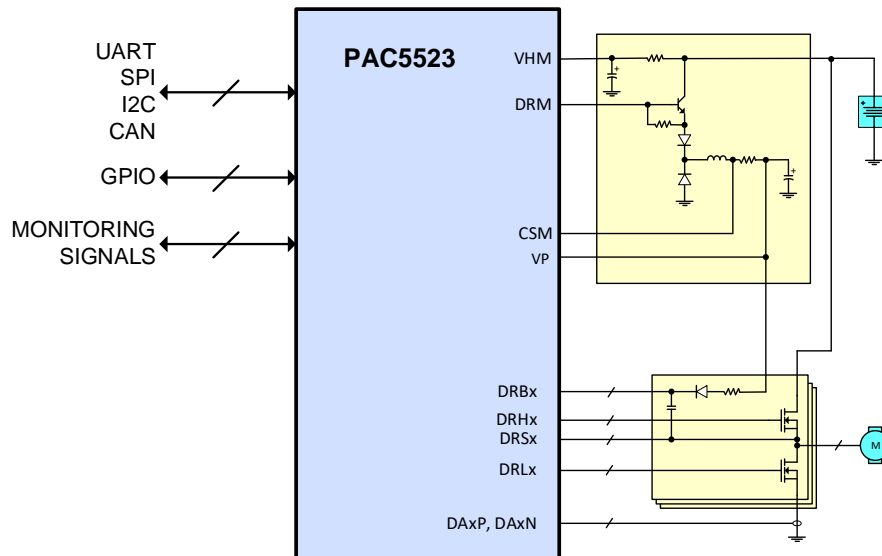 PAC5523
UART
SPI
I2C
CAN
GPIO
MONITORING
SIGNALS
VHM
DRM
CSM
VP
DRBx
DRHx
DRSx
DRLx
DAxP, DAxN
M